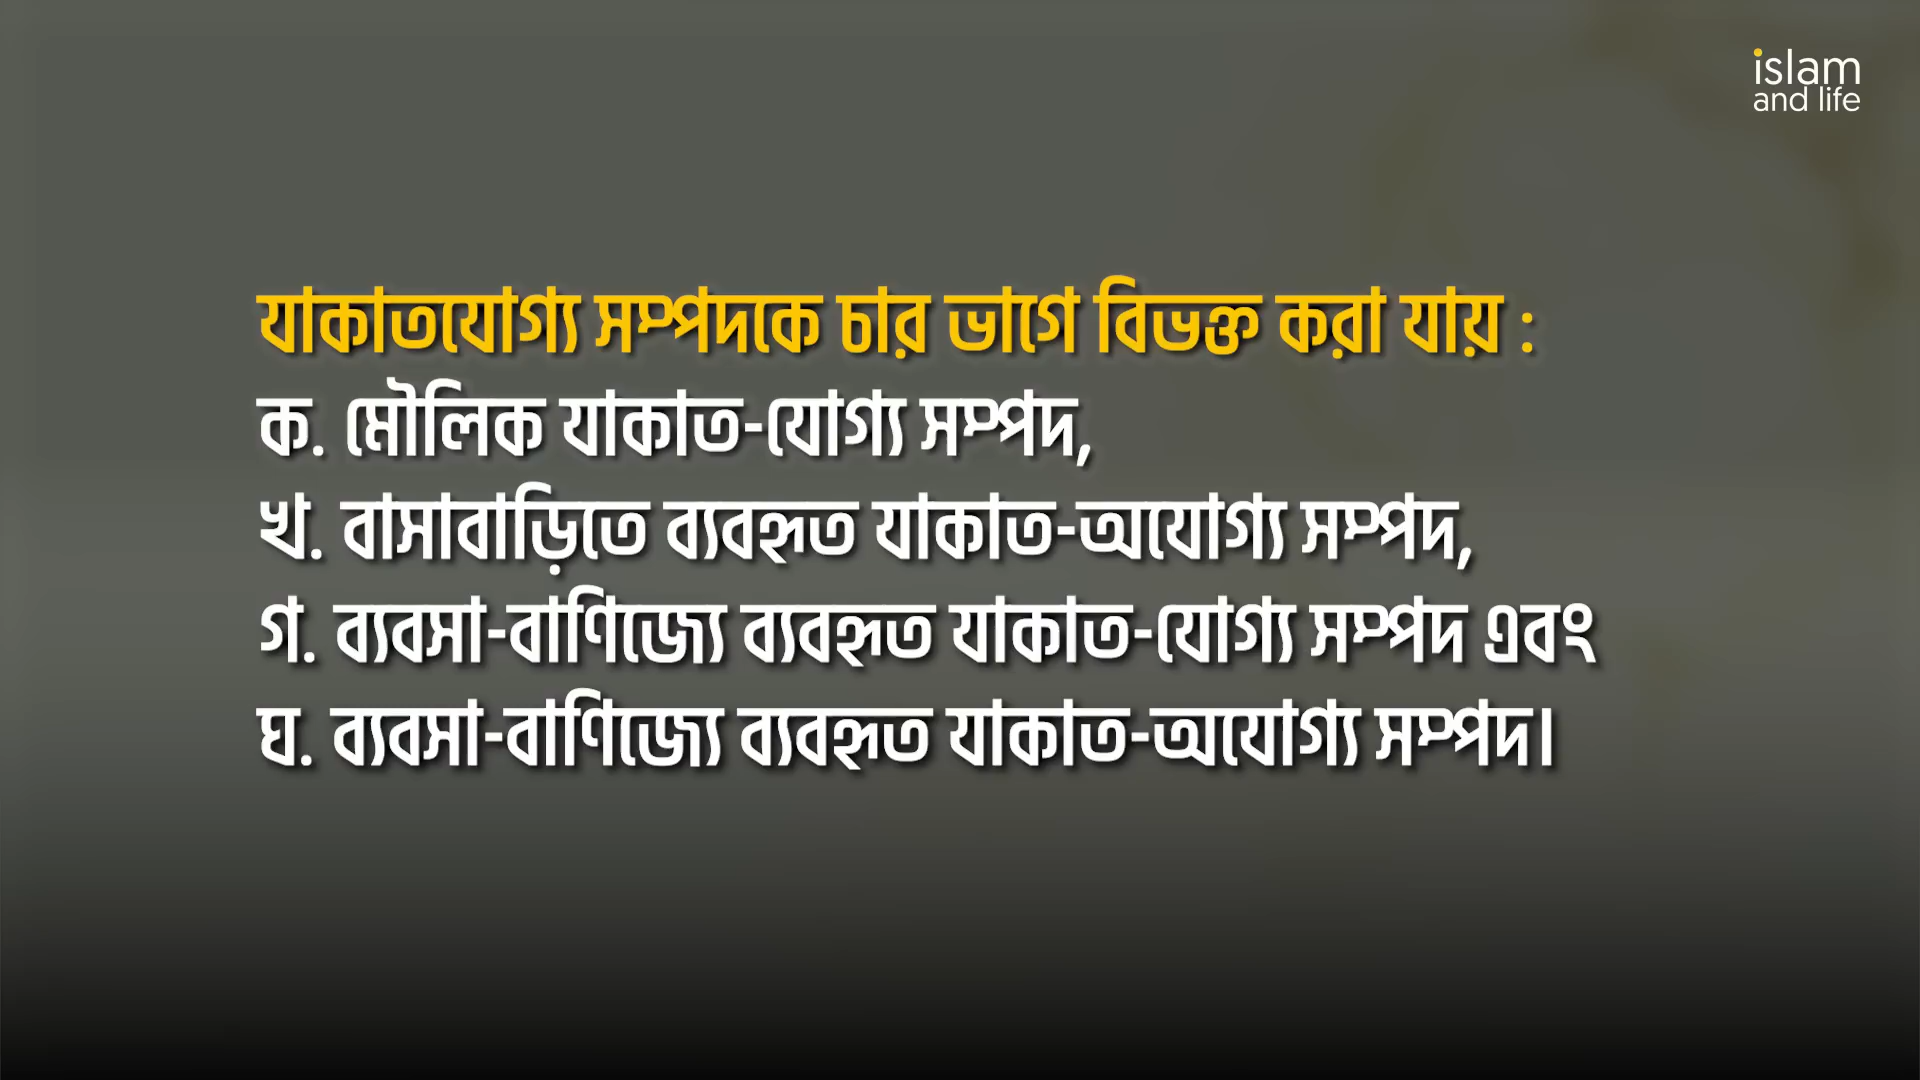 islam
and life
যাকাতযোগ্য সম্পদকে চার ভাগে বিভক্ত করা যায় :
ক. মৌলিক যাকাত-যোগ্য সম্পদ,
খ. বাসাবাড়িতে ব্যবহৃত যাকাত-অযোগ্য সম্পদ,
গ. ব্যবসা-বাণিজ্যে ব্যবহৃত যাকাত-যোগ্য সম্পদ এবং
ঘ. ব্যবসা-বাণিজ্যে ব্যবহৃত যাকাত-অযোগ্য সম্পদ।